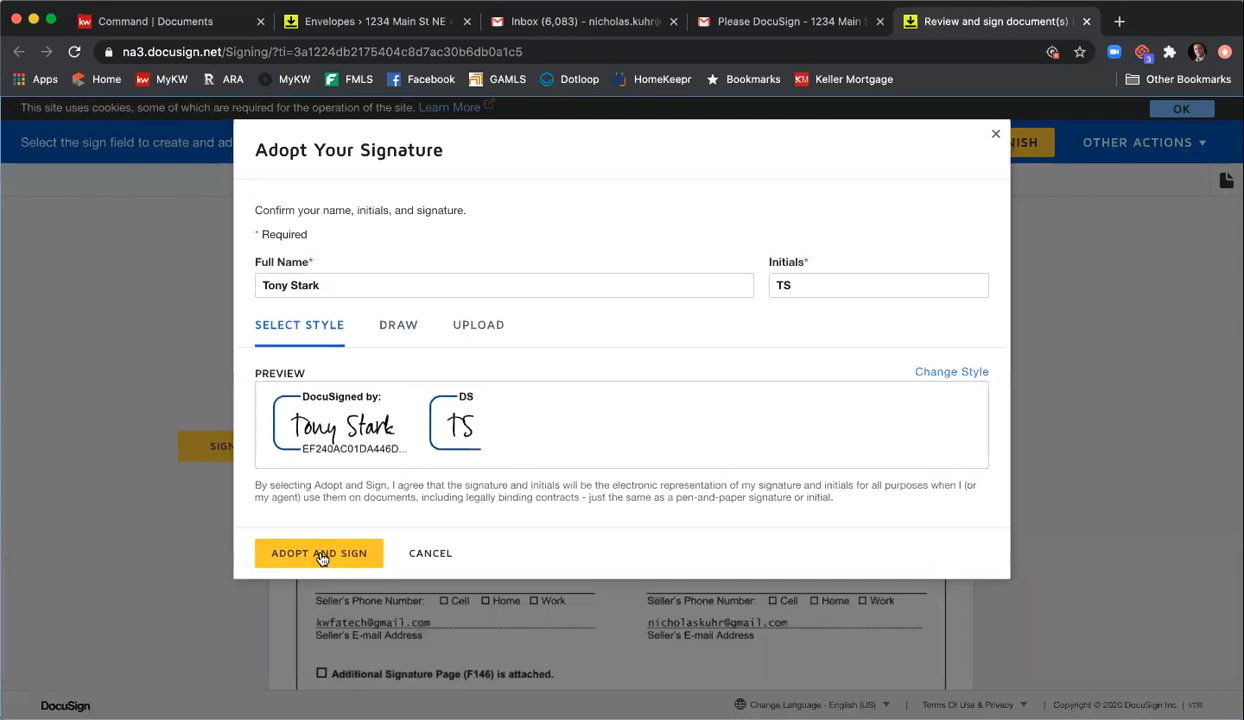 Command | Documents
Envelopes › 1234 Main St NE
Inbox (6,083) - nicholas.kuhr@
Please DocuSign - 1234 Main
Review and sign document(s)
na3.docusign.net/Signing/?ti=3a1224db2175404c8d7ac30b6db0a1c5
3
Apps
Home
kw MyKW
R ARA
MyKW
FMLS
Facebook
GAMLS
Dotloop
HomeKeepr
Bookmarks
KM Keller Mortgage
Other Bookmarks
This site uses cookies, some of which are required for the operation of the site. Learn More
OK
Select the sign field to create and ad
NISH
OTHER ACTIONS
Adopt Your Signature
Confirm your name, initials, and signature.
* Required
Full Name*
Initials*
Tony Stark
TS
SELECT STYLE
DRAW
UPLOAD
PREVIEW
Change Style
DocuSigned by:
DS
Tony Stark
TS
EF240AC01DA446D...
SIGN
By selecting Adopt and Sign, I agree that the signature and initials will be the electronic representation of my signature and initials for all purposes when I (or
my agent) use them on documents, including legally binding contracts - just the same as a pen-and-paper signature or initial.
ADOPT AND SIGN
CANCEL
Seller's Phone Number: Cell Home Work
Seller's Phone Number: Cell Home Work
kwfatech@gmail.com
nicholaskuhr@gmail.com
Seller's E-mail Address
Seller's E-mail Address
Additional Signature Page (F146) is attached.
DocuSign
Change Language - English (US)
Terms Of Use & Privacy
Copyright © 2020 DocuSign Inc.
V2R